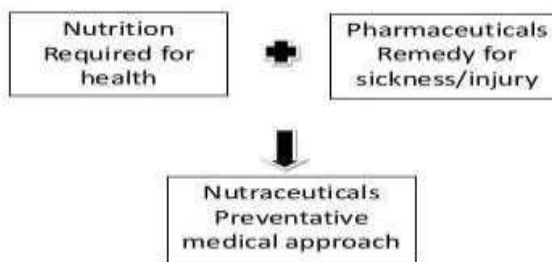 Nutrition
Required for
health
Pharmaceuticals
Remedy for
sickness/injury
Nutraceuticals
Preventative
medical approach